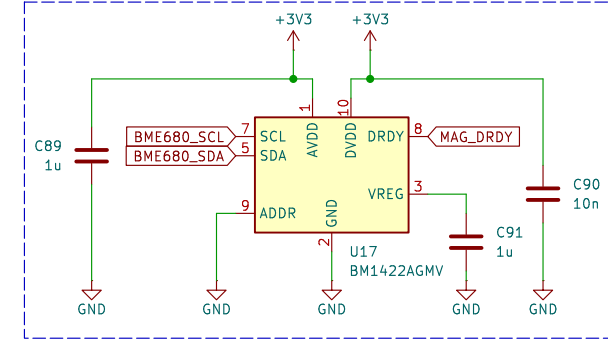 +3V3 +3V3
1 10
AVDD DVDD
BME680_SCL 7 SCL DRDY 8 MAG_DRDY
BME680_SDA 5 SDA
C89
1u
VREG 3
C90
10n
9 ADDR GND
2
C91
1u
U17
BM1422AGMV
GND GND GND GND GND